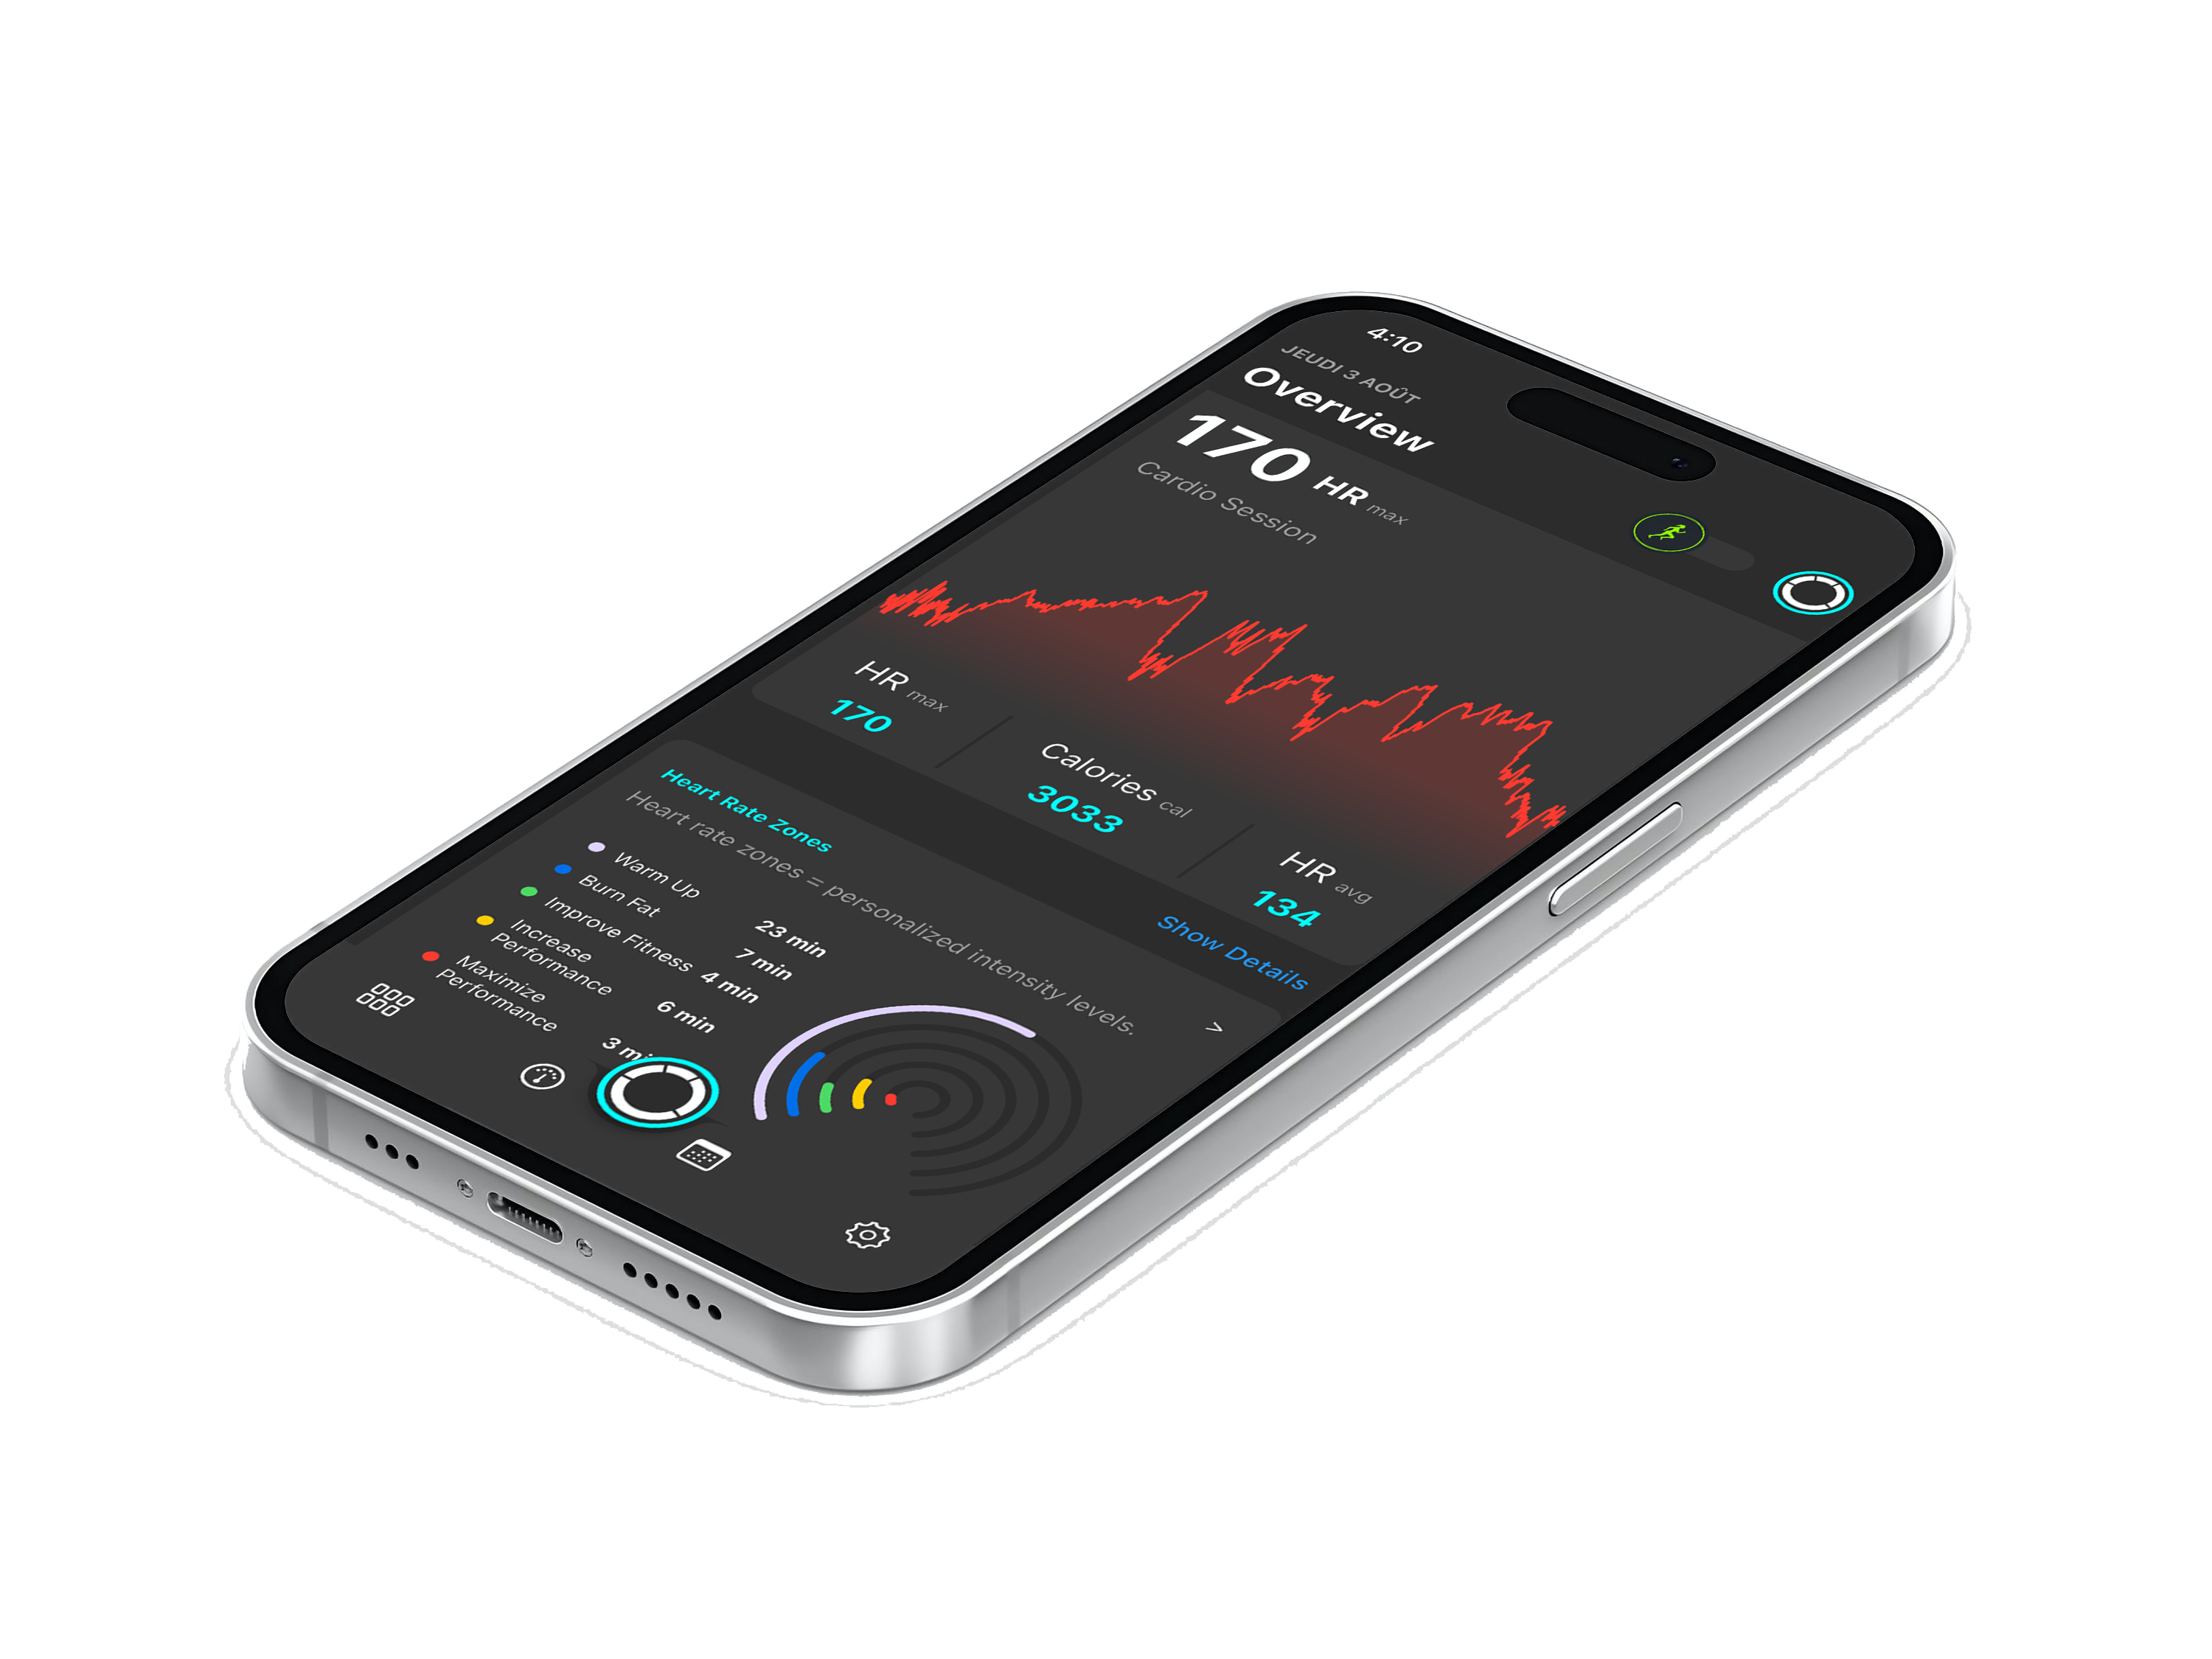 4:10
JEUDI 3 AOÛT
Overview
170 HR max
Cardio Session
HR max
170
Calories cal
3033
HR avg
134
Show Details
Heart Rate Zones
Heart rate zones = personalized intensity levels.
>
Warm Up 23 min
Burn Fat 7 min
Improve Fitness 4 min
Increase
Performance 6 min
Maximize
Performance 3 min